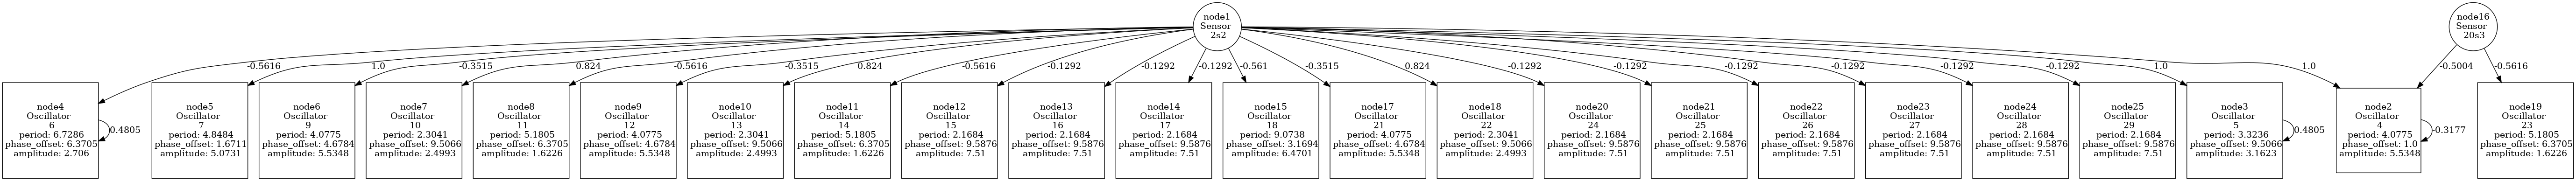 node1
Sensor
2s2
node16
Sensor
20s3
-0.5616
1.0
-0.3515
0.824
-0.5616
-0.3515
0.824
-0.5616
-0.1292
-0.1292
-0.1292
-0.561
-0.3515
0.824
-0.1292
-0.1292
-0.1292
-0.1292
-0.1292
-0.1292
1.0
1.0
-0.5004
-0.5616
node4
Oscillator
6
period: 6.7286
phase_offset: 6.3705
amplitude: 2.706
0.4805
node5
Oscillator
7
period: 4.8484
phase_offset: 1.6711
amplitude: 5.0731
node6
Oscillator
9
period: 4.0775
phase_offset: 4.6784
amplitude: 5.5348
node7
Oscillator
10
period: 2.3041
phase_offset: 9.5066
amplitude: 2.4993
node8
Oscillator
11
period: 5.1805
phase_offset: 6.3705
amplitude: 1.6226
node9
Oscillator
12
period: 4.0775
phase_offset: 4.6784
amplitude: 5.5348
node10
Oscillator
13
period: 2.3041
phase_offset: 9.5066
amplitude: 2.4993
node11
Oscillator
14
period: 5.1805
phase_offset: 6.3705
amplitude: 1.6226
node12
Oscillator
15
period: 2.1684
phase_offset: 9.5876
amplitude: 7.51
node13
Oscillator
16
period: 2.1684
phase_offset: 9.5876
amplitude: 7.51
node14
Oscillator
17
period: 2.1684
phase_offset: 9.5876
amplitude: 7.51
node15
Oscillator
18
period: 9.0738
phase_offset: 3.1694
amplitude: 6.4701
node17
Oscillator
21
period: 4.0775
phase_offset: 4.6784
amplitude: 5.5348
node18
Oscillator
22
period: 2.3041
phase_offset: 9.5066
amplitude: 2.4993
node20
Oscillator
24
period: 2.1684
phase_offset: 9.5876
amplitude: 7.51
node21
Oscillator
25
period: 2.1684
phase_offset: 9.5876
amplitude: 7.51
node22
Oscillator
26
period: 2.1684
phase_offset: 9.5876
amplitude: 7.51
node23
Oscillator
27
period: 2.1684
phase_offset: 9.5876
amplitude: 7.51
node24
Oscillator
28
period: 2.1684
phase_offset: 9.5876
amplitude: 7.51
node25
Oscillator
29
period: 2.1684
phase_offset: 9.5876
amplitude: 7.51
node3
Oscillator
5
period: 3.3236
phase_offset: 9.5066
amplitude: 3.1623
0.4805
node2
Oscillator
4
period: 4.0775
phase_offset: 1.0
amplitude: 5.5348
-0.3177
node19
Oscillator
23
period: 5.1805
phase_offset: 6.3705
amplitude: 1.6226